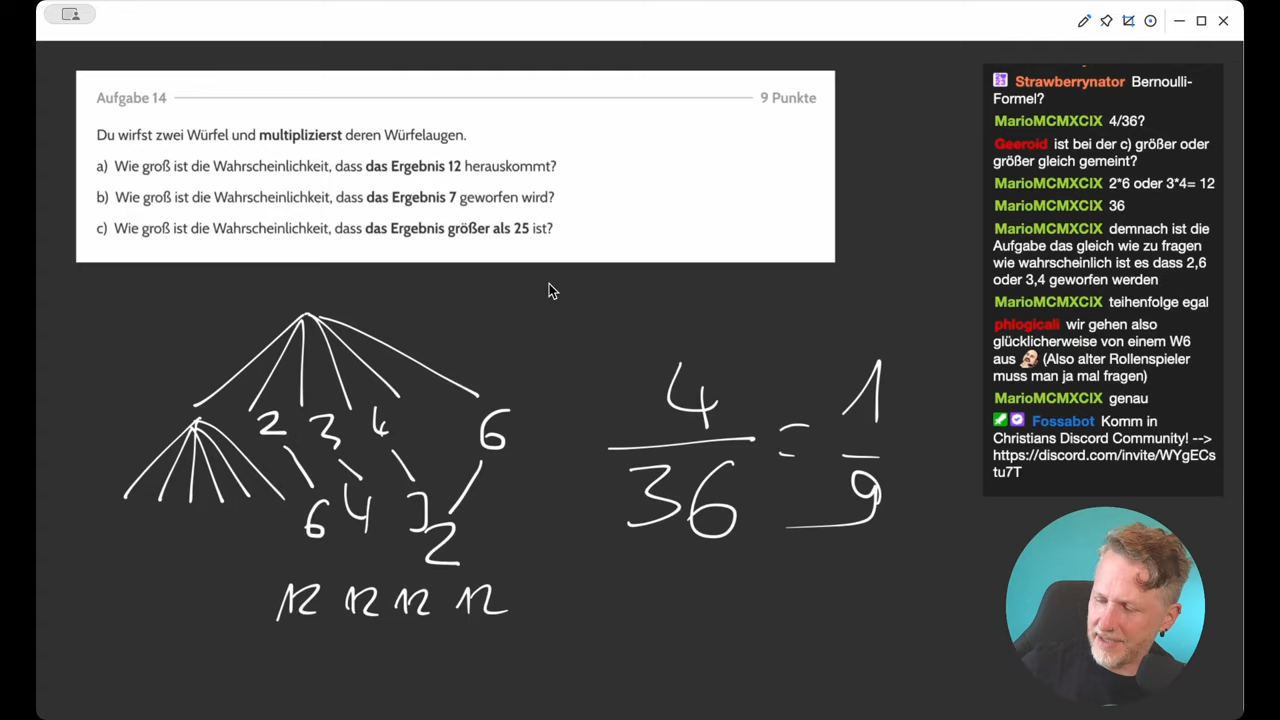 Aufgabe 14 9 Punkte
Du wirfst zwei Würfel und multiplizierst deren Würfelaugen.
a) Wie groß ist die Wahrscheinlichkeit, dass das Ergebnis 12 herauskommt?
b) Wie groß ist die Wahrscheinlichkeit, dass das Ergebnis 7 geworfen wird?
c) Wie groß ist die Wahrscheinlichkeit, dass das Ergebnis größer als 25 ist?
2 3 4 6
6 4 3 2
12 12 12 12
4/36 = 1/9
Strawberrynator Bernoulli-
Formel?
MarioMCMXCIX 4/36?
Geeroid ist bei der c) größer oder
größer gleich gemeint?
MarioMCMXCIX 2*6 oder 3*4= 12
MarioMCMXCIX 36
MarioMCMXCIX demnach ist die
Aufgabe das gleich wie zu fragen
wie wahrscheinlich ist es dass 2,6
oder 3,4 geworfen werden
MarioMCMXCIX teihenfolge egal
phlogicali wir gehen also
glücklicherweise von einem W6
aus (Also alter Rollenspieler
muss man ja mal fragen)
MarioMCMXCIX genau
Fossabot Komm in
Christians Discord Community! -->
https://discord.com/invite/WYgECs
tu7T